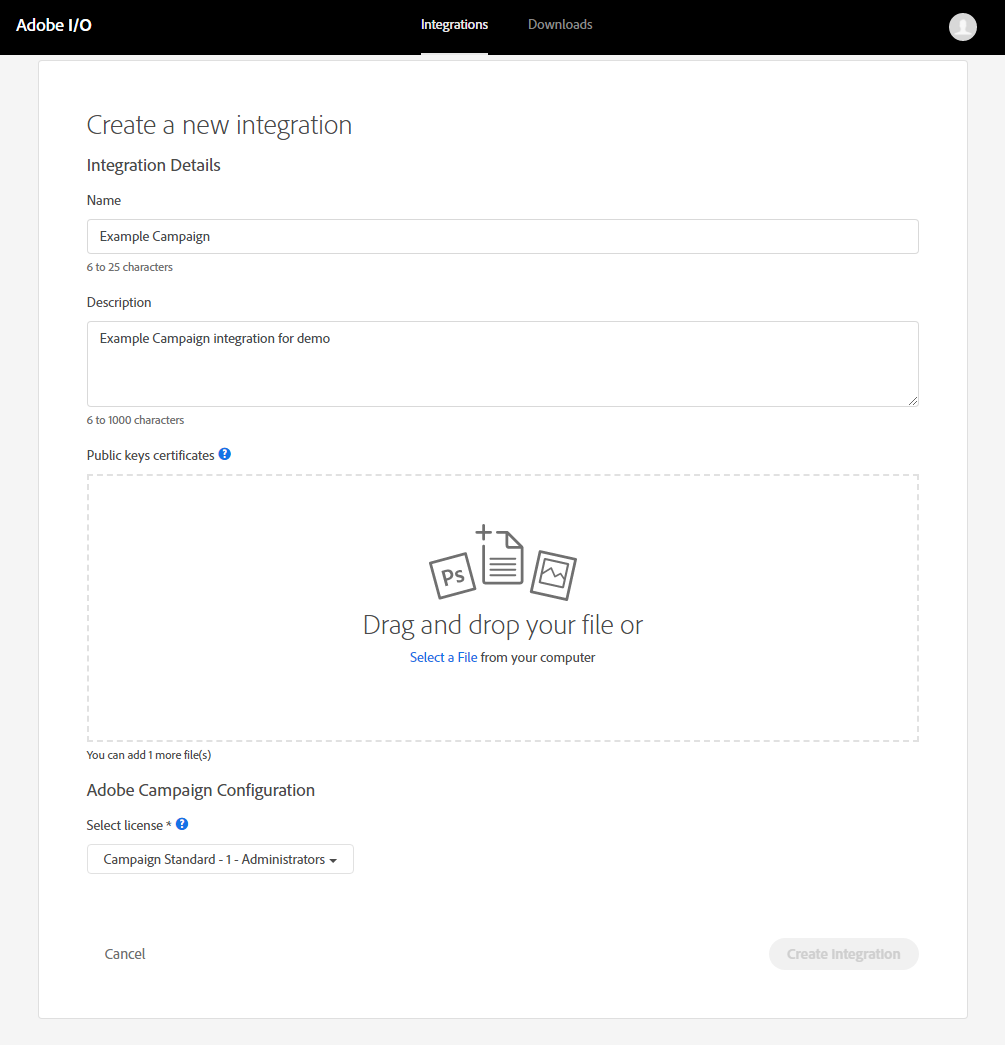 Adobe I/O
Integrations
Downloads
Create a new integration
Integration Details
Name
Example Campaign
6 to 25 characters
Description
Example Campaign integration for demo
6 to 1000 characters
Public keys certificates ?
Ps
Drag and drop your file or
Select a File from your computer
You can add 1 more file(s)
Adobe Campaign Configuration
Select license * ?
Campaign Standard - 1 - Administrators
Cancel
Create Integration